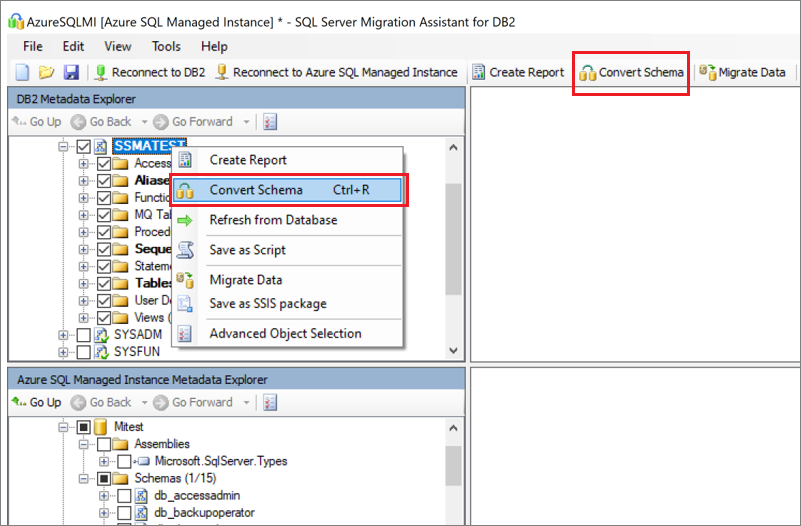 AzureSQLMI [Azure SQL Managed Instance] * - SQL Server Migration Assistant for DB2
File Edit View Tools Help
Reconnect to DB2 Reconnect to Azure SQL Managed Instance Create Report Convert Schema Migrate Data
DB2 Metadata Explorer
Go Up Go Back Go Forward
SSMATEST
Access
Aliase
Function
MQ Tab
Proced
Seque
Stateme
Tables
User De
Views (
SYSADM
SYSFUN
Create Report
Convert Schema Ctrl+R
Refresh from Database
Save as Script
Migrate Data
Save as SSIS package
Advanced Object Selection
Azure SQL Managed Instance Metadata Explorer
Go Up Go Back Go Forward
MItest
Assemblies
Microsoft.SqlServer.Types
Schemas (1/15)
db_accessadmin
db_backupoperator